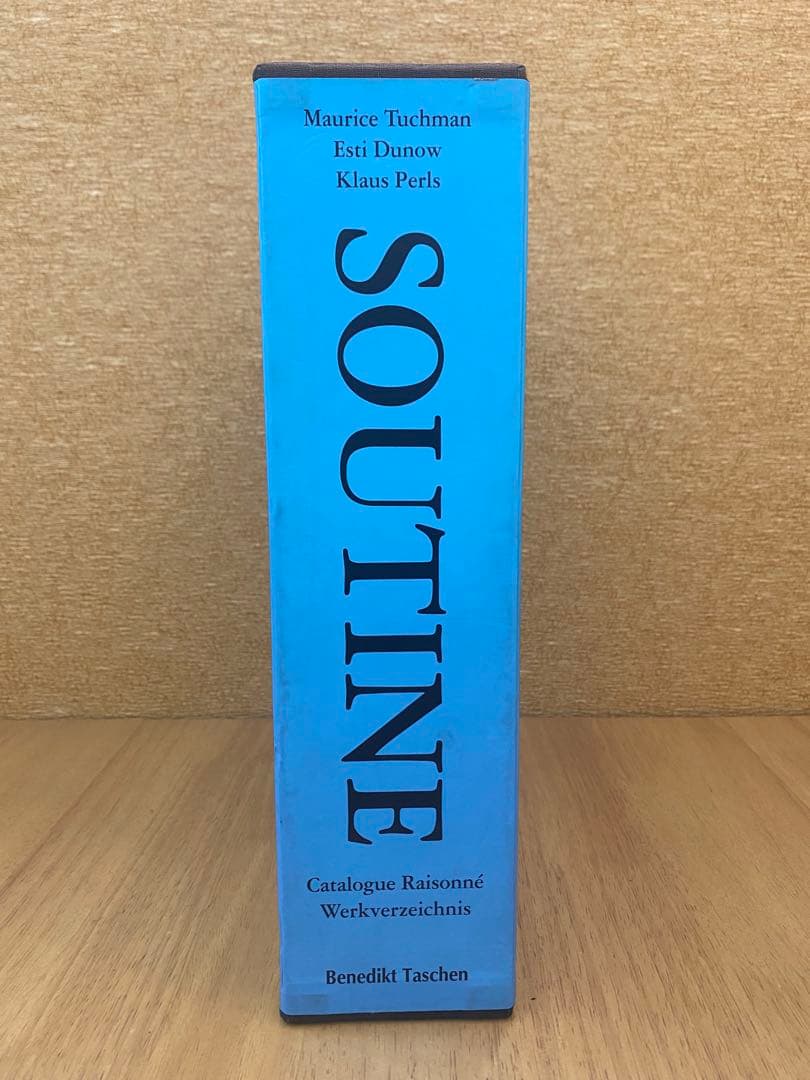 Maurice Tuchman
Esti Dunow
Klaus Perls
SOUTINE
Catalogue Raisonné
Werkverzeichnis
Benedikt Taschen